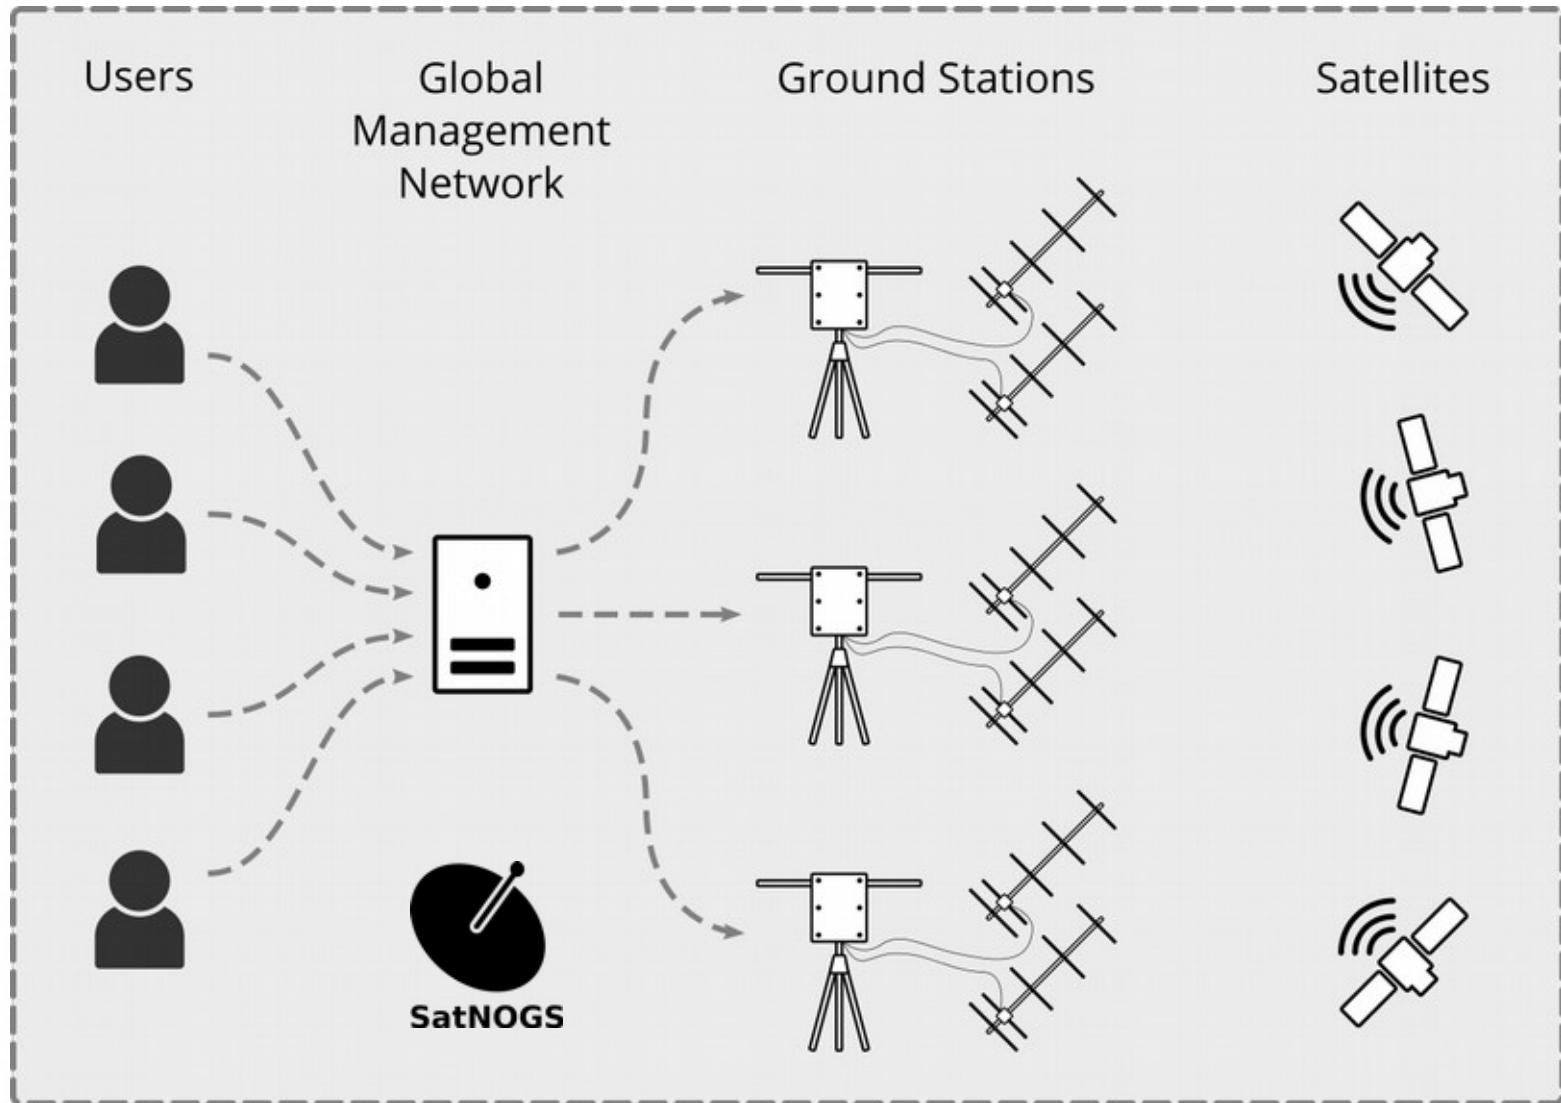 Users
Global
Management
Network
Ground Stations
Satellites
SatNOGS